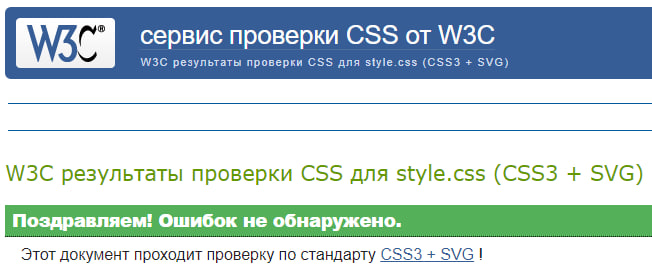 W3C®
сервис проверки CSS от W3C
W3C результаты проверки CSS для style.css (CSS3 + SVG)
W3C результаты проверки CSS для style.css (CSS3 + SVG)
Поздравляем! Ошибок не обнаружено.
Этот документ проходит проверку по стандарту CSS3 + SVG !